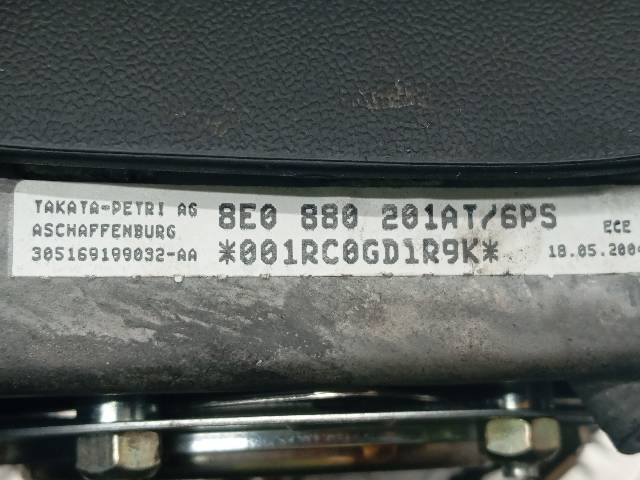 TAKATA-PETRI AG
ASCHAFFENBURG
305169199032-AA
8E0 880 201AT/6PS
*001RC0GD1R9K*
ECE
18.05.2004